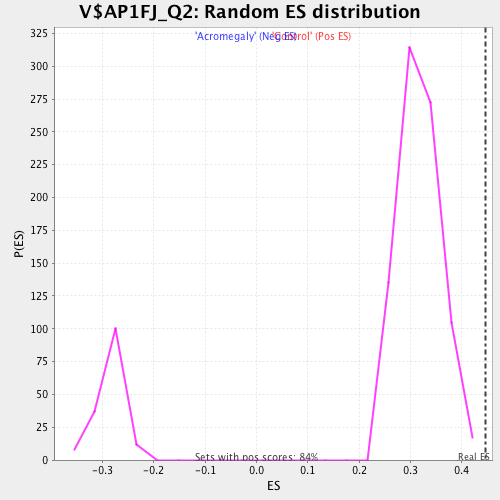 V$AP1FJ_Q2: Random ES distribution
'Acromegaly' (Neg ES)
'Control' (Pos ES)
325
300
275
250
225
200
175
150
125
100
75
50
25
0
P(ES)
Sets with pos scores: 84%
Real ES
-0.3 -0.2 -0.1 0.0 0.1 0.2 0.3 0.4
ES